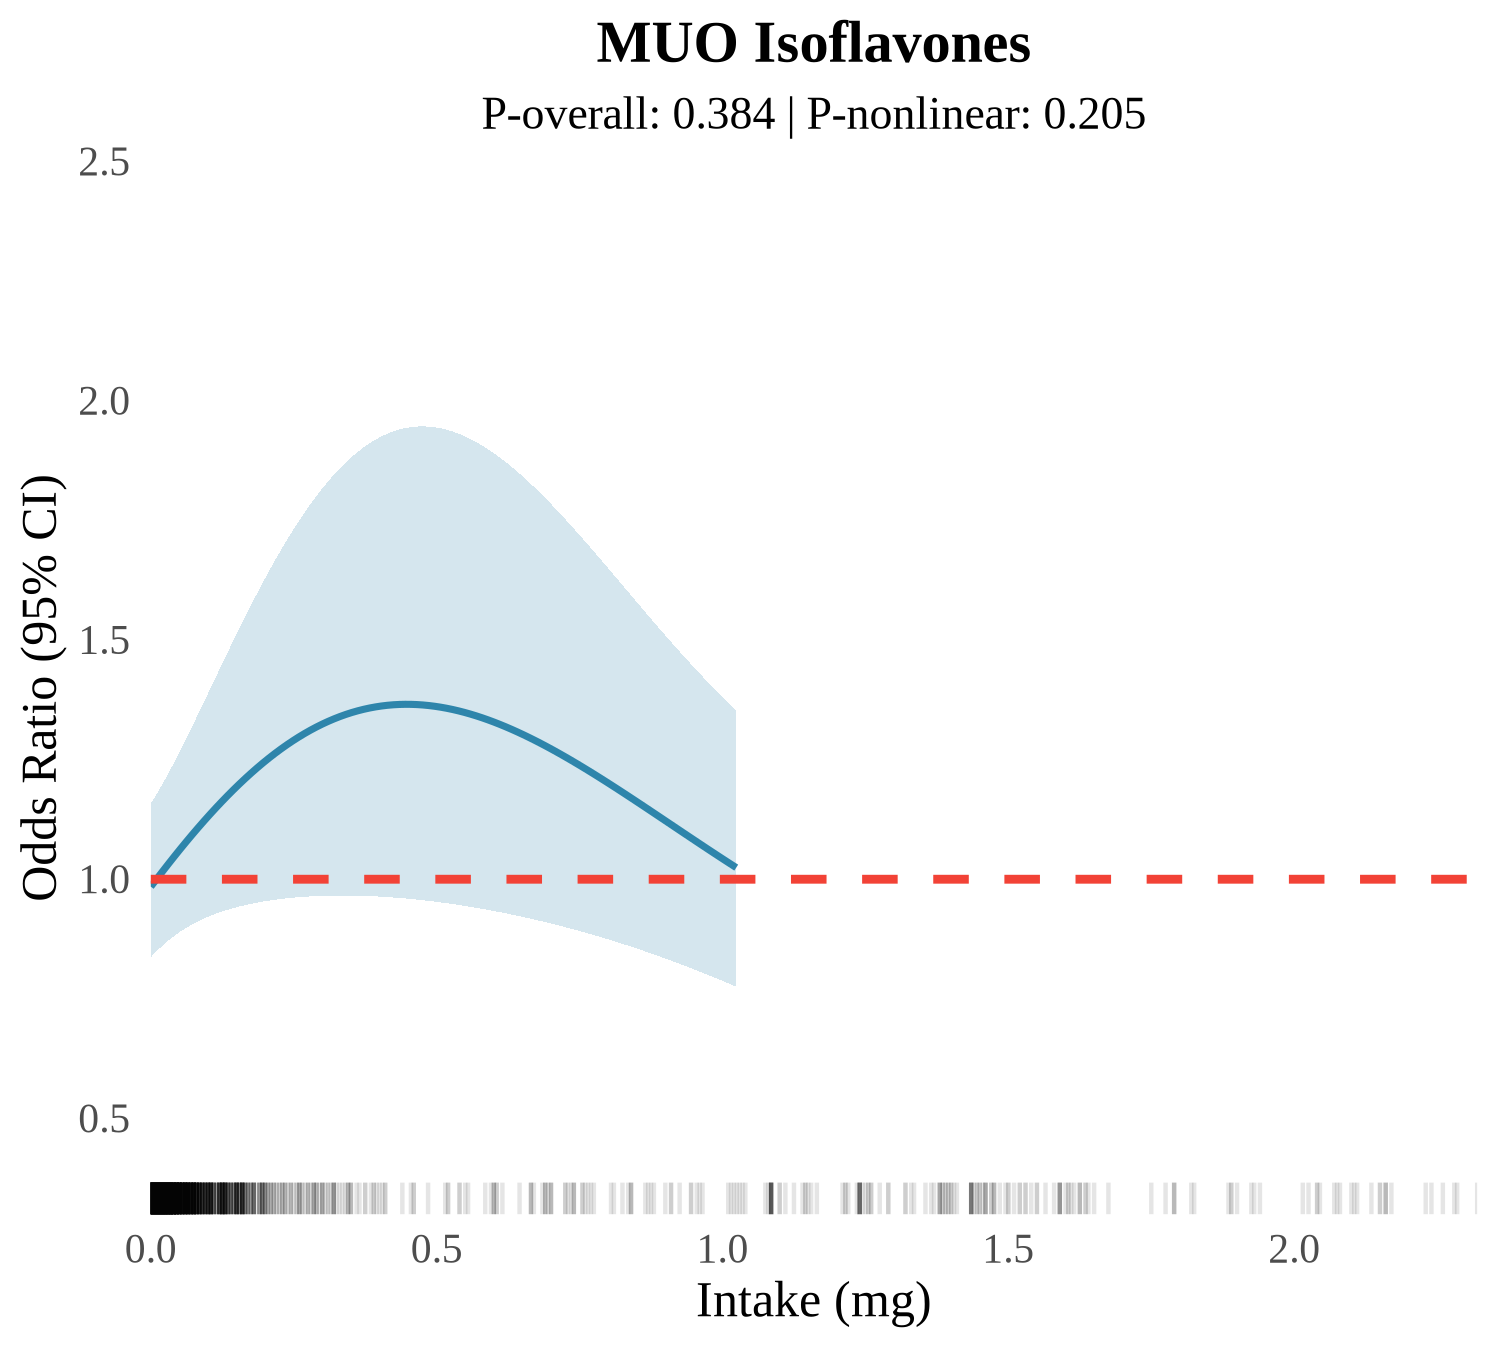 MUO Isoflavones
P-overall: 0.384 | P-nonlinear: 0.205
2.5
2.0
1.5
1.0
0.5
Odds Ratio (95% CI)
0.0 0.5 1.0 1.5 2.0
Intake (mg)